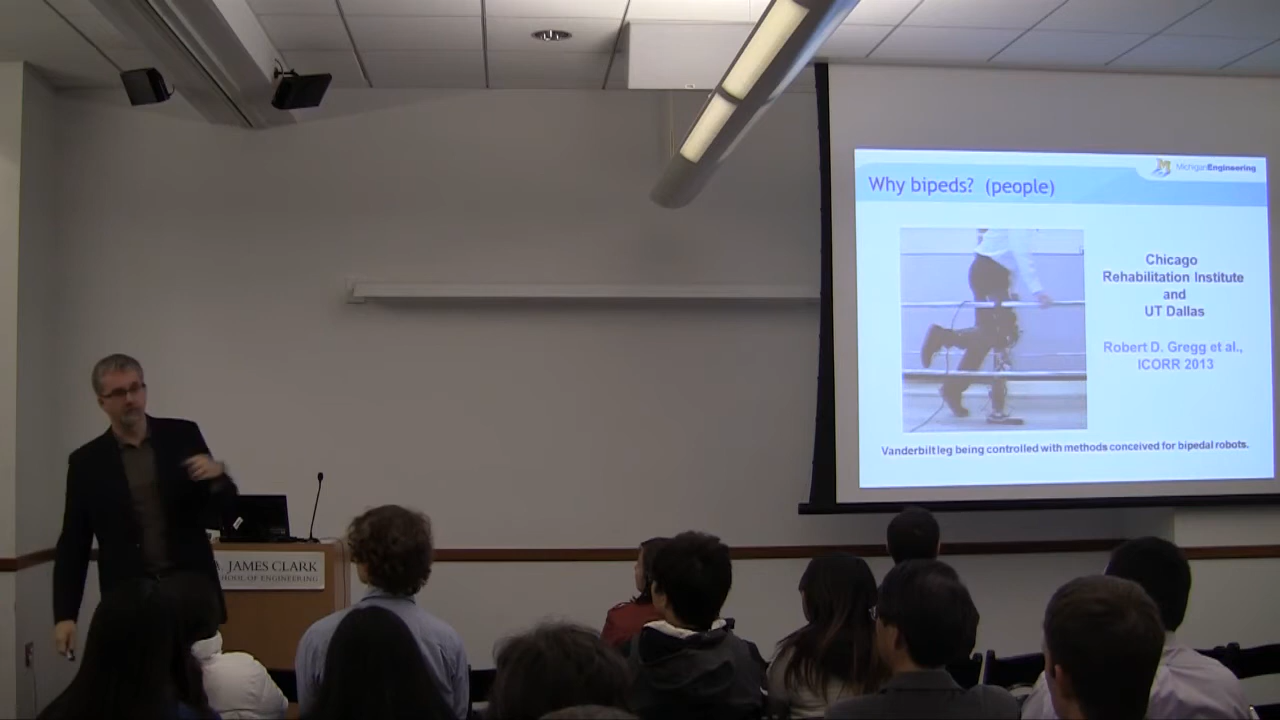 MichiganEngineering
Why bipeds? (people)
Chicago
Rehabilitation Institute
and
UT Dallas
Robert D. Gregg et al.,
ICORR 2013
Vanderbilt leg being controlled with methods conceived for bipedal robots.
JAMES CLARK
SCHOOL OF ENGINEERING